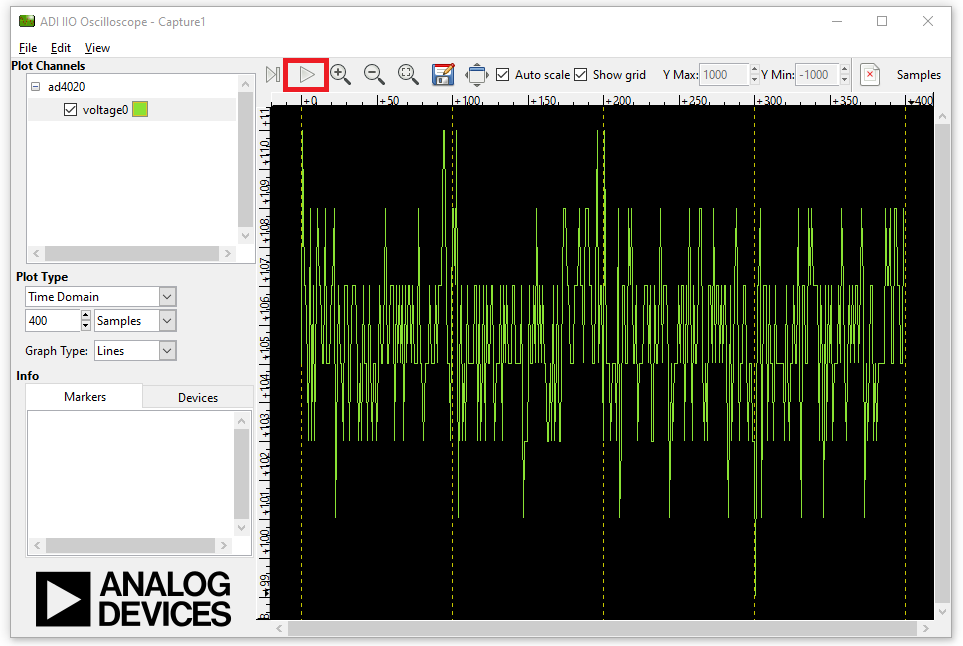 ADI IIO Oscilloscope - Capture1
File Edit View
Plot Channels
ad4020
voltage0
Auto scale Show grid Y Max: 1000 Y Min: -1000 Samples
+0 +50 +100 +150 +200 +250 +300 +350 +400
+110
+109
+108
+107
+106
+105
+104
+103
+102
+101
+100
+99
Plot Type
Time Domain
400 Samples
Graph Type: Lines
Info
Markers Devices
ANALOG
DEVICES